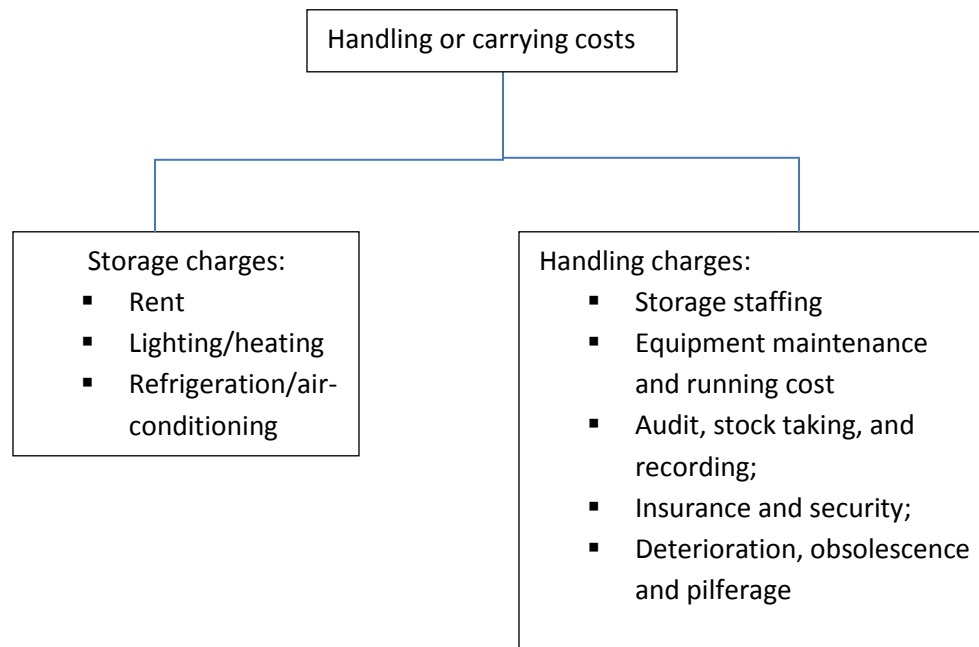 Handling or carrying costs
Storage charges:
▪ Rent
▪ Lighting/heating
▪ Refrigeration/air-
conditioning
Handling charges:
▪ Storage staffing
▪ Equipment maintenance
and running cost
▪ Audit, stock taking, and
recording;
▪ Insurance and security;
▪ Deterioration, obsolescence
and pilferage